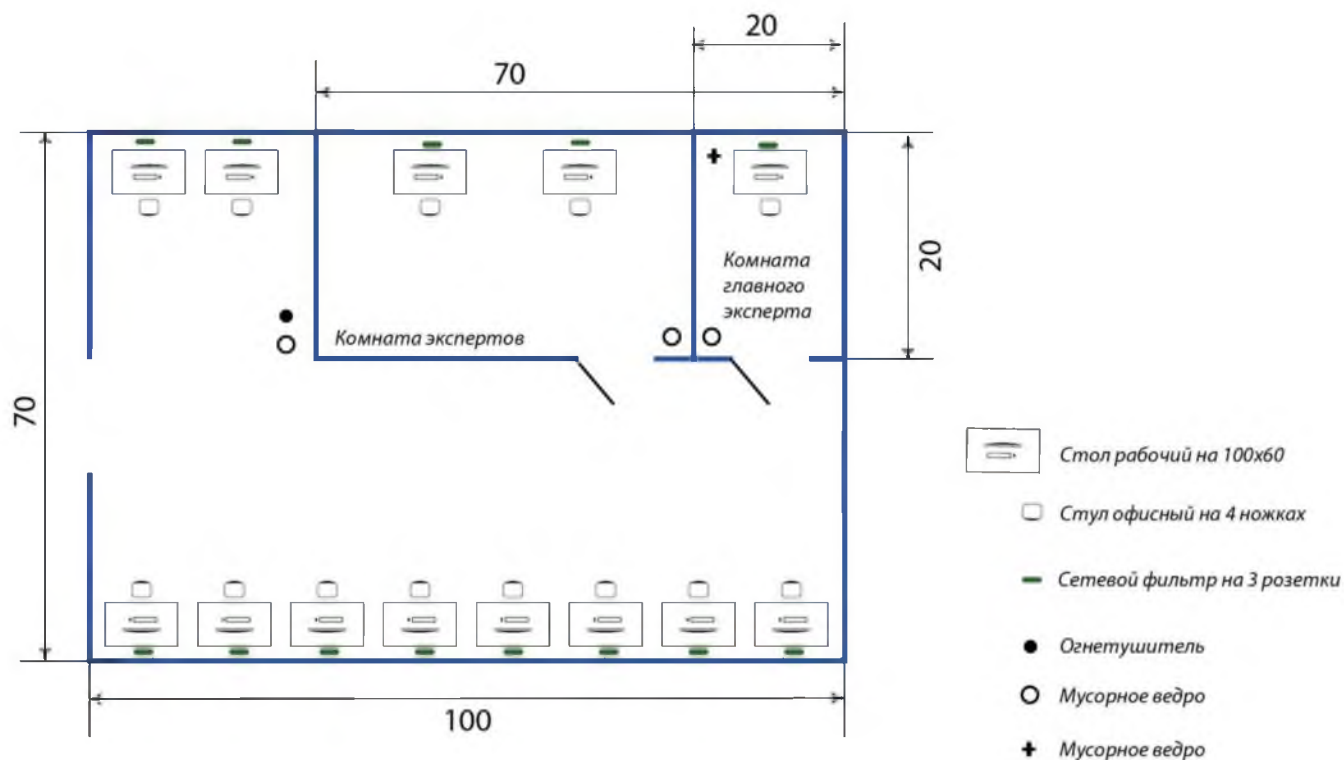 20
70
20
70
Комната
главного
эксперта
Комната экспертов
100
Стол рабочий на 100х60
Стул офисный на 4 ножках
Сетевой фильтр на 3 розетки
Огнетушитель
Мусорное ведро
Мусорное ведро